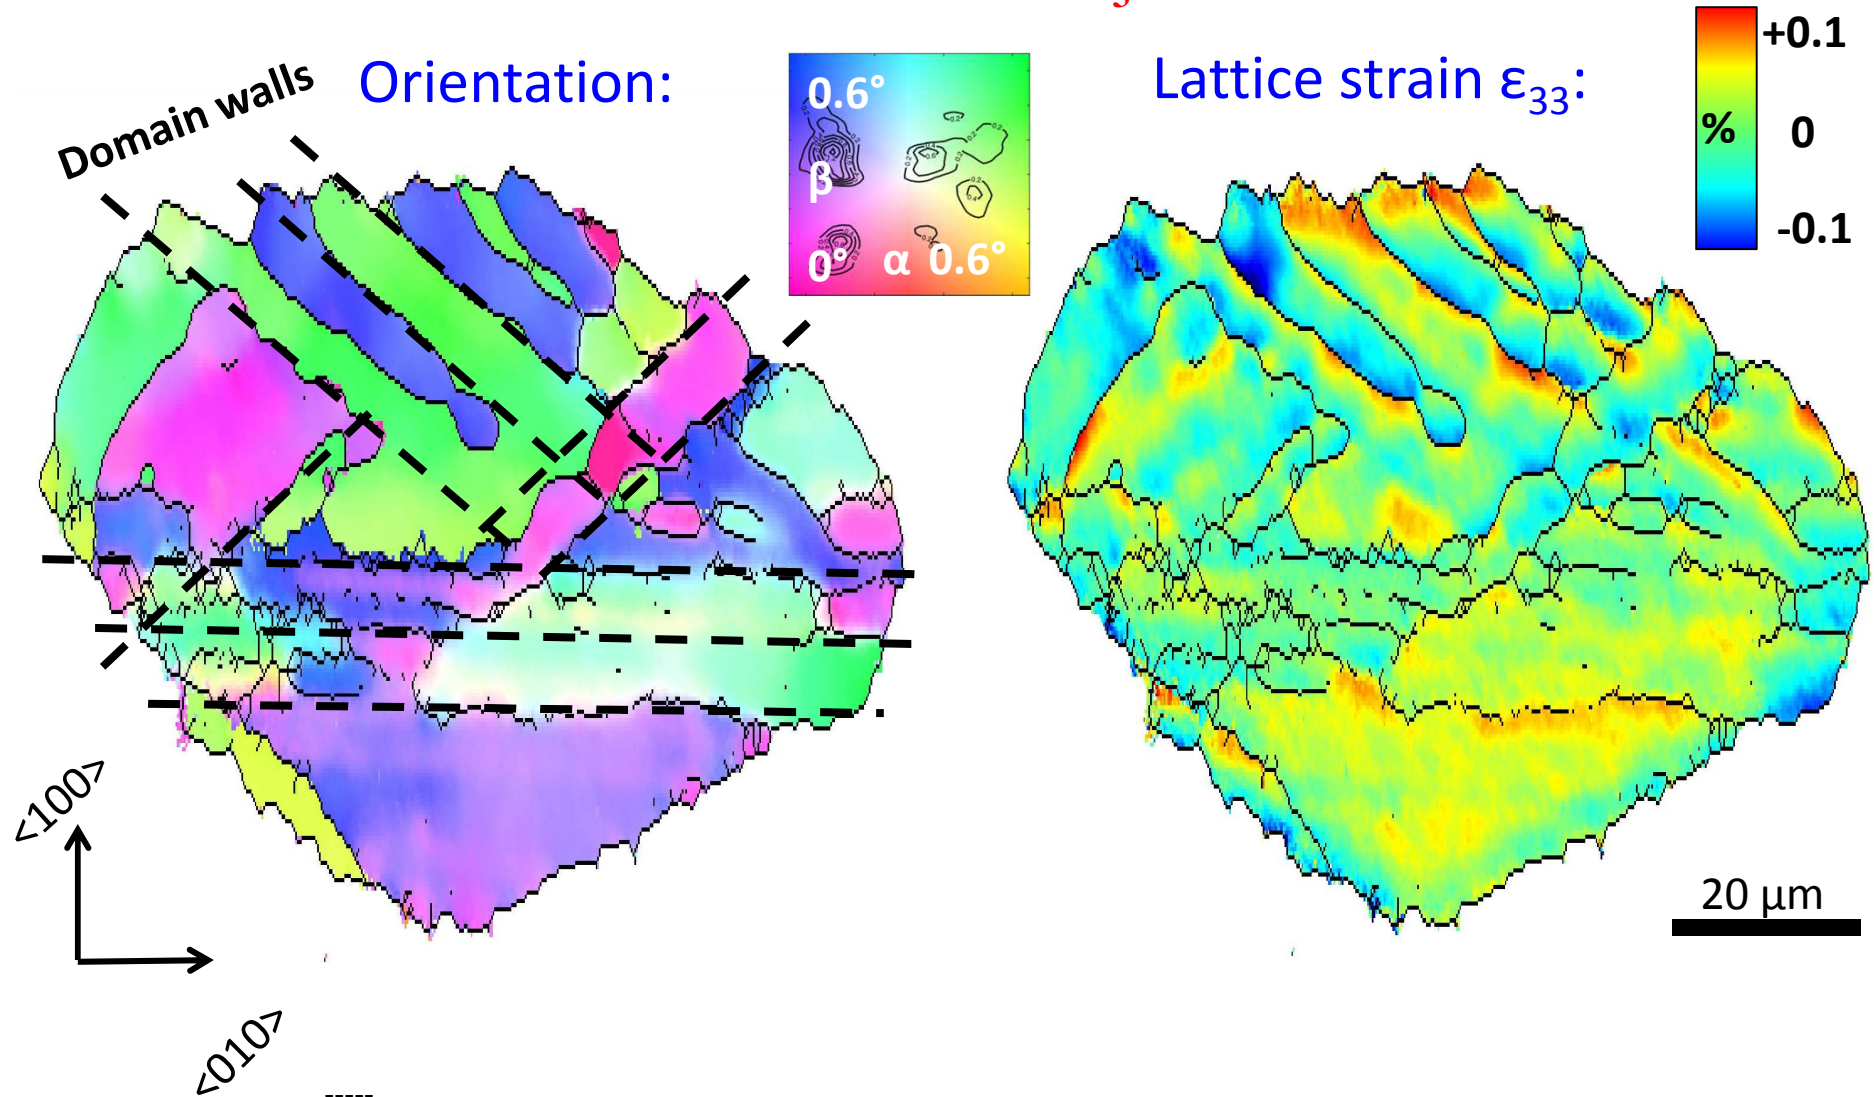 Domain walls
Orientation:
0.6°
β
0°
α
0.6°
Lattice strain ε33:
+0.1
%
0
-0.1
<100>
<010>
20 μm